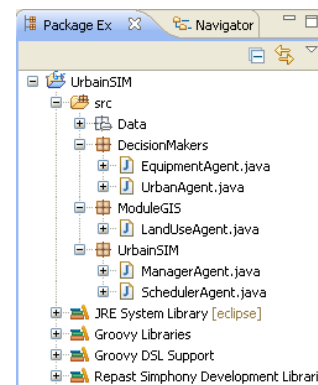 Package Ex Navigator
UrbainSIM
src
Data
DecisionMakers
EquipmentAgent.java
UrbanAgent.java
ModuleGIS
LandUseAgent.java
UrbainSIM
ManagerAgent.java
SchedulerAgent.java
JRE System Library [eclipse]
Groovy Libraries
Groovy DSL Support
Repast Simphony Development Librari